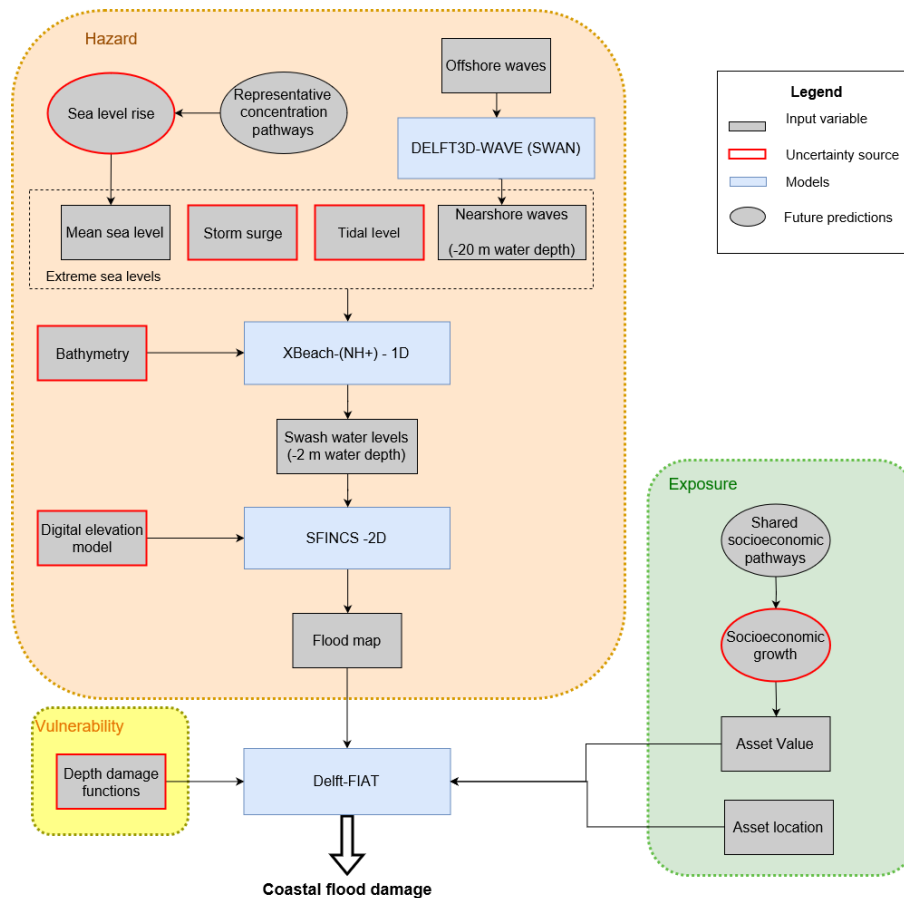 Hazard
Offshore waves
Sea level rise
Representative
concentration
pathways
DELFT3D-WAVE (SWAN)
Legend
Input variable
Uncertainty source
Models
Future predictions
Mean sea level
Storm surge
Tidal level
Nearshore waves
(-20 m water depth)
Extreme sea levels
Bathymetry
XBeach-(NH+) - 1D
Swash water levels
(-2 m water depth)
Digital elevation
model
SFINCS -2D
Flood map
Exposure
Shared
socioeconomic
pathways
Socioeconomic
growth
Asset Value
Asset location
Vulnerability
Depth damage
functions
Delft-FIAT
Coastal flood damage